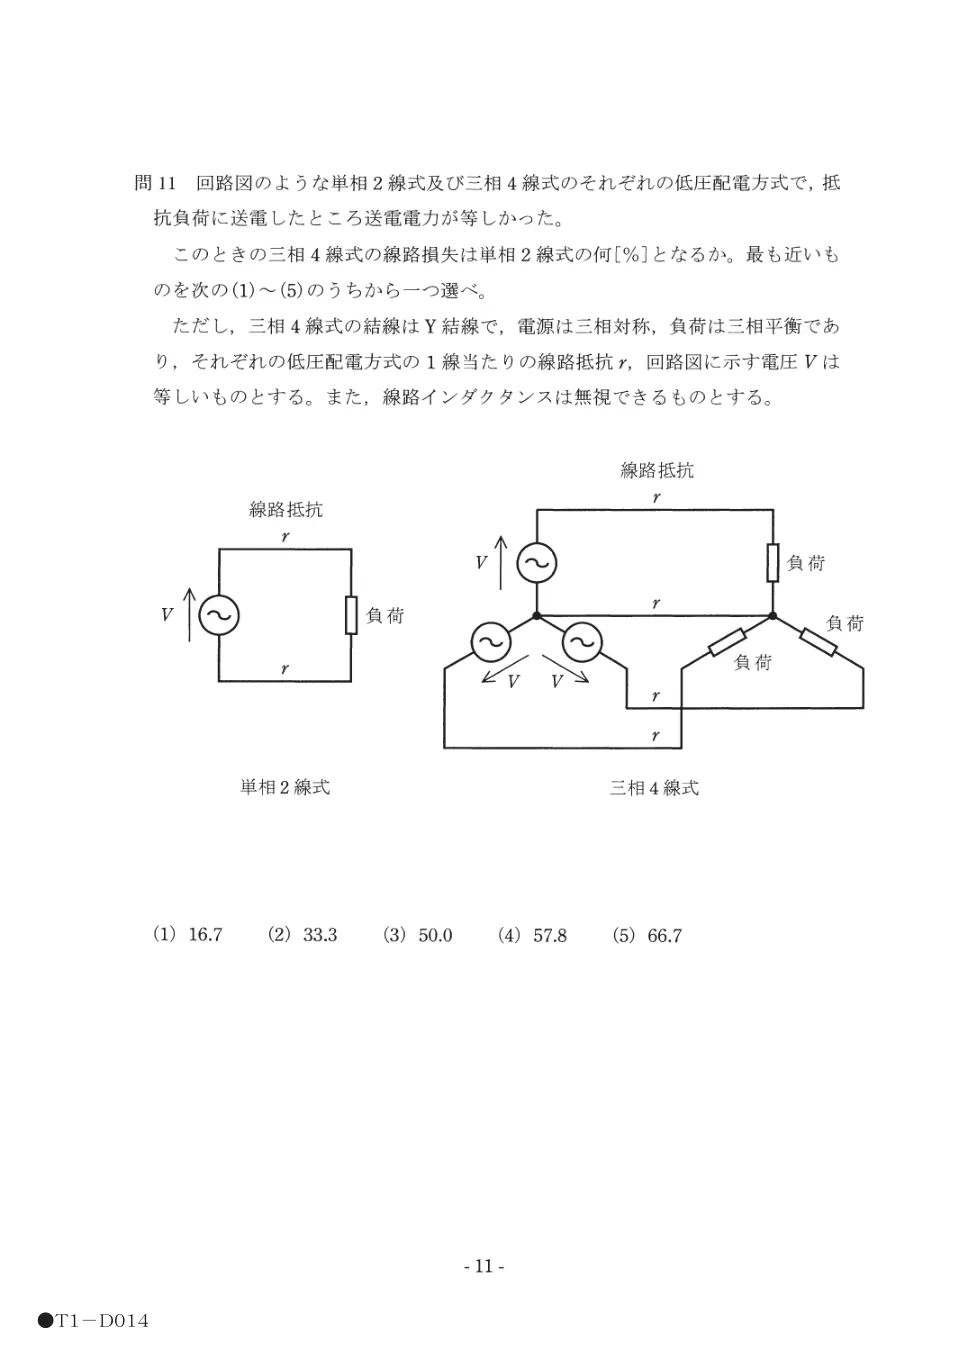 問 11　回路図のような単相 2 線式及び三相 4 線式のそれぞれの低圧配電方式で, 抵
抗負荷に送電したところ送電電力が等しかった。
このときの三相 4 線式の線路損失は単相 2 線式の何[%]となるか。最も近いも
のを次の(1)～(5)のうちから一つ選べ。
ただし，三相 4 線式の結線は Y 結線で，電源は三相対称，負荷は三相平衡であ
り，それぞれの低圧配電方式の 1 線当たりの線路抵抗 r，回路図に示す電圧 V は
等しいものとする。また，線路インダクタンスは無視できるものとする。
線路抵抗
r
V
負荷
r
単相 2 線式
線路抵抗
r
V
負荷
r
負荷
負荷
V
V
r
r
三相 4 線式
(1) 16.7 (2) 33.3 (3) 50.0 (4) 57.8 (5) 66.7
- 11 -
●T1－D014